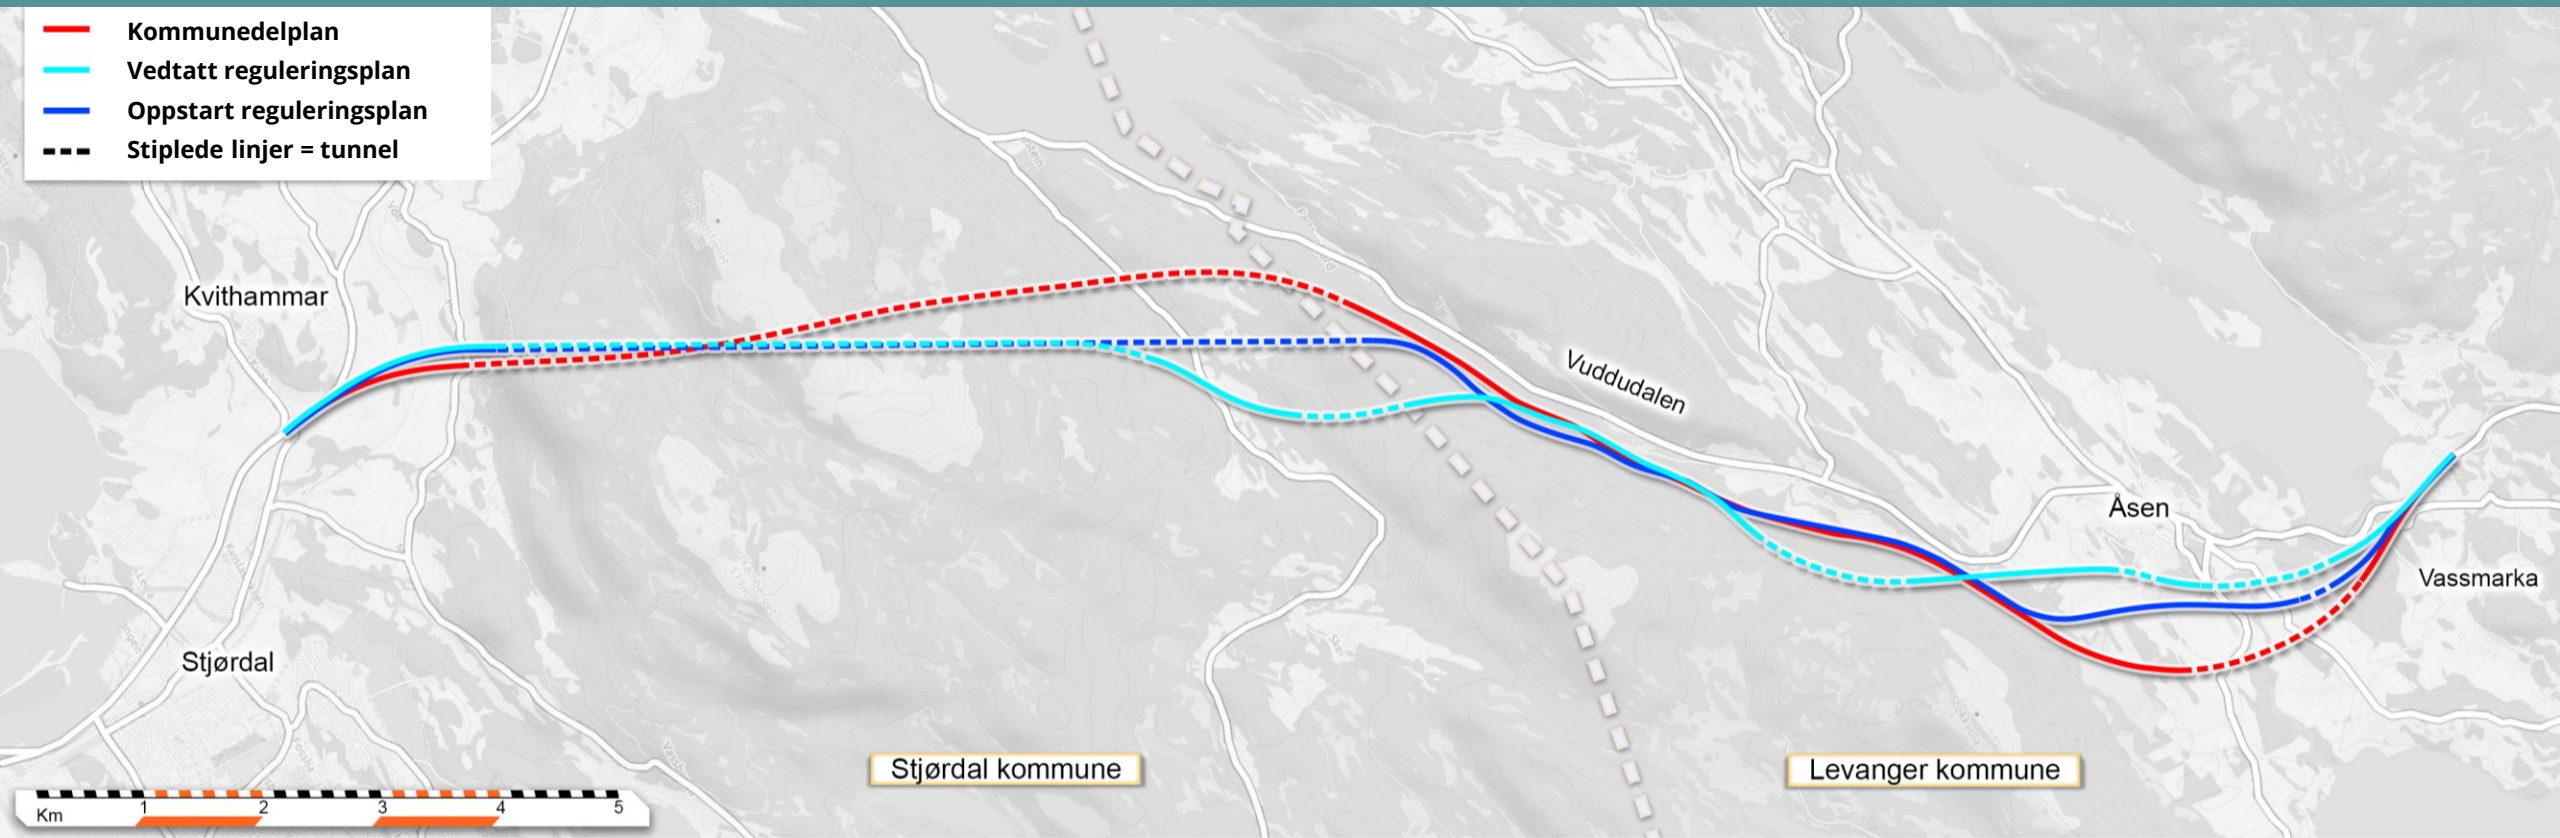 Kommunedelplan
Vedtatt reguleringsplan
Oppstart reguleringsplan
Stiplede linjer = tunnel
Kvithammar
Vuddudalen
Åsen
Vassmarka
Stjørdal
Stjørdal kommune
Levanger kommune
Km 1 2 3 4 5